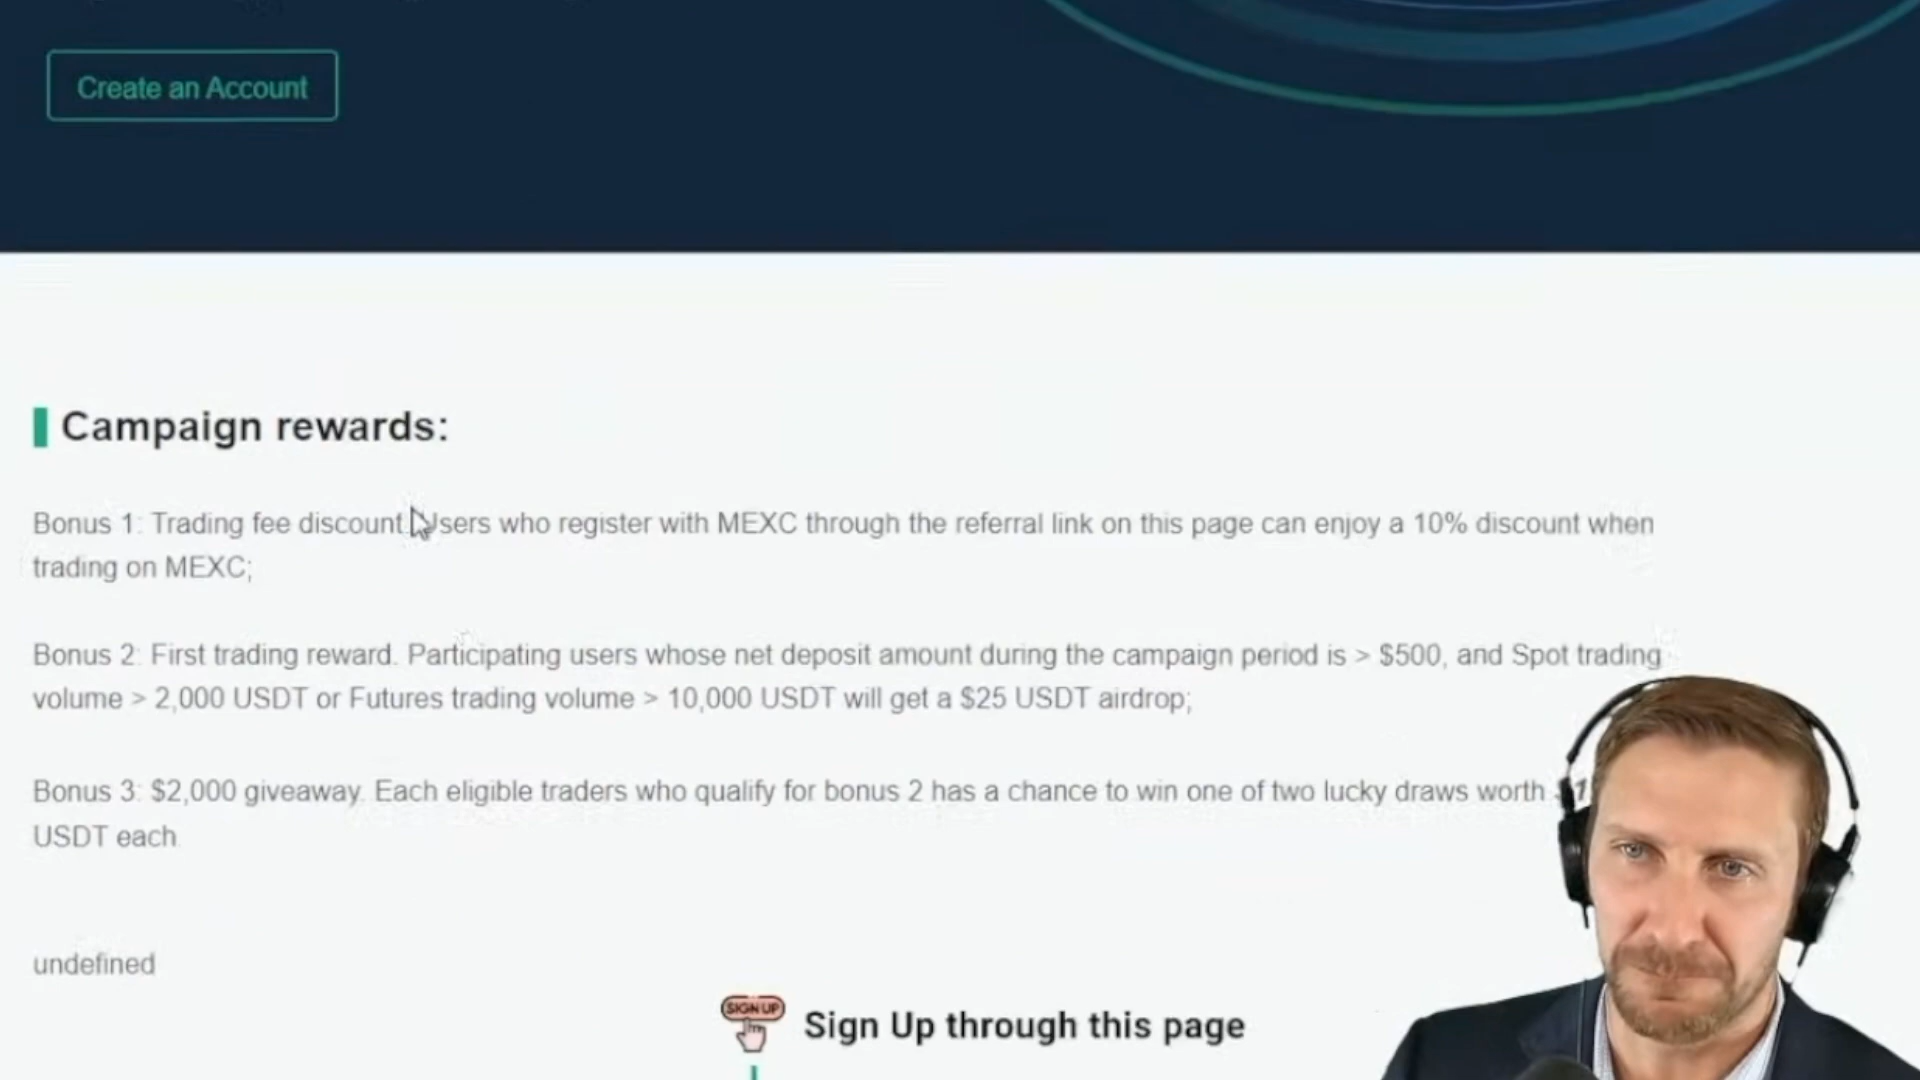 Create an Account
Campaign rewards:
Bonus 1: Trading fee discount. Users who register with MEXC through the referral link on this page can enjoy a 10% discount when
trading on MEXC;
Bonus 2: First trading reward. Participating users whose net deposit amount during the campaign period is > $500, and Spot trading
volume > 2,000 USDT or Futures trading volume > 10,000 USDT will get a $25 USDT airdrop;
Bonus 3: $2,000 giveaway. Each eligible traders who qualify for bonus 2 has a chance to win one of two lucky draws worth
USDT each
undefined
SIGN UP
Sign Up through this page